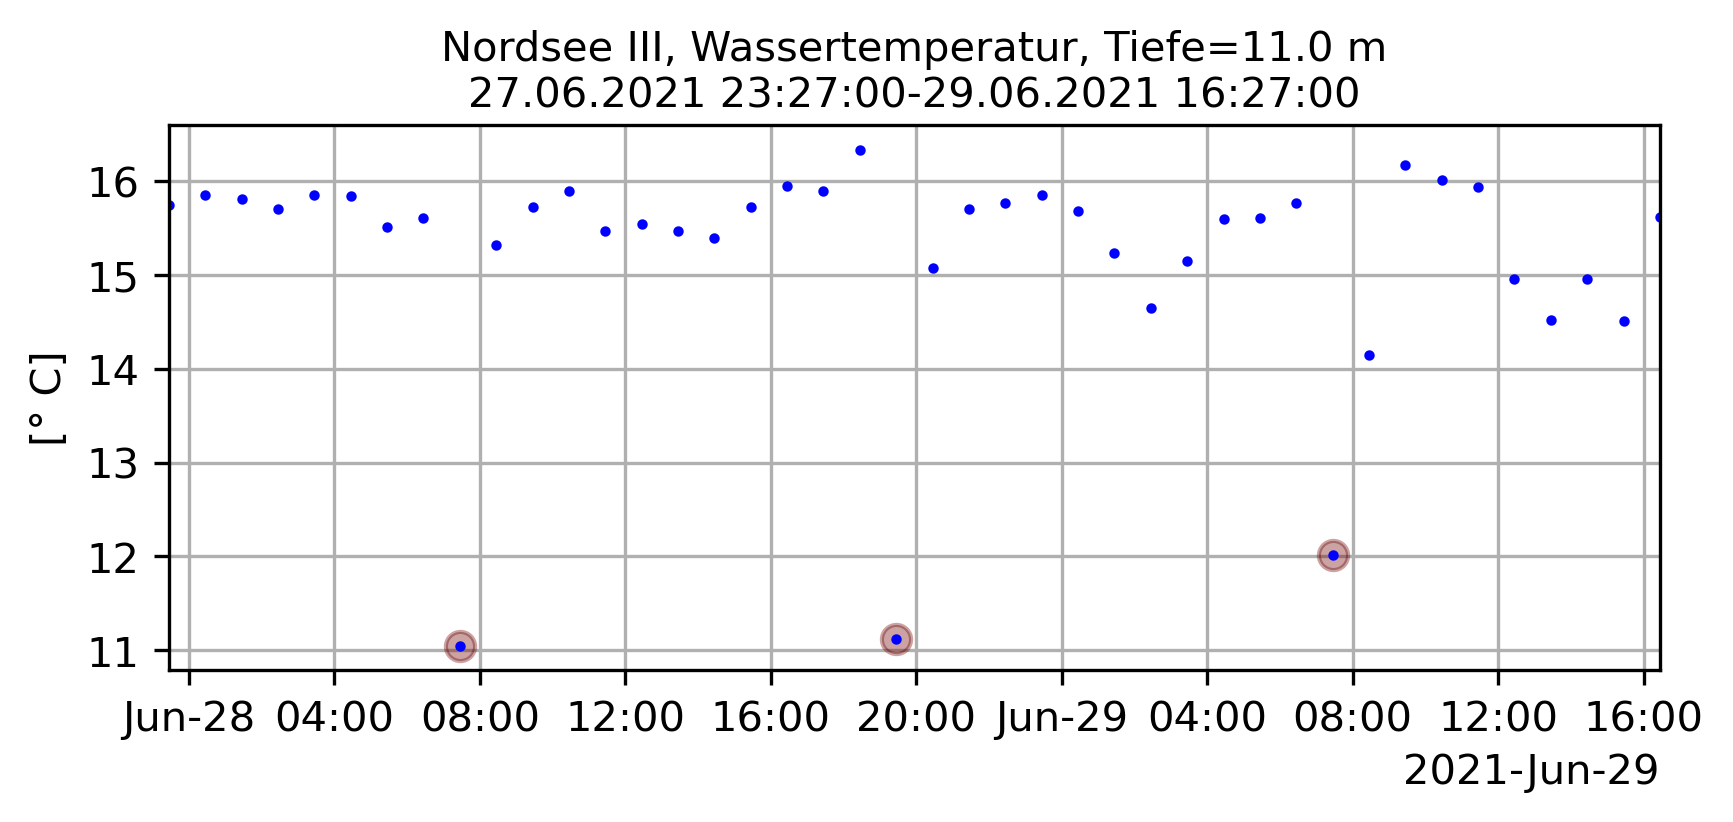 Nordsee III, Wassertemperatur, Tiefe=11.0 m
27.06.2021 23:27:00-29.06.2021 16:27:00
[° C]
16
15
14
13
12
11
Jun-28 04:00 08:00 12:00 16:00 20:00 Jun-29 04:00 08:00 12:00 16:00
2021-Jun-29